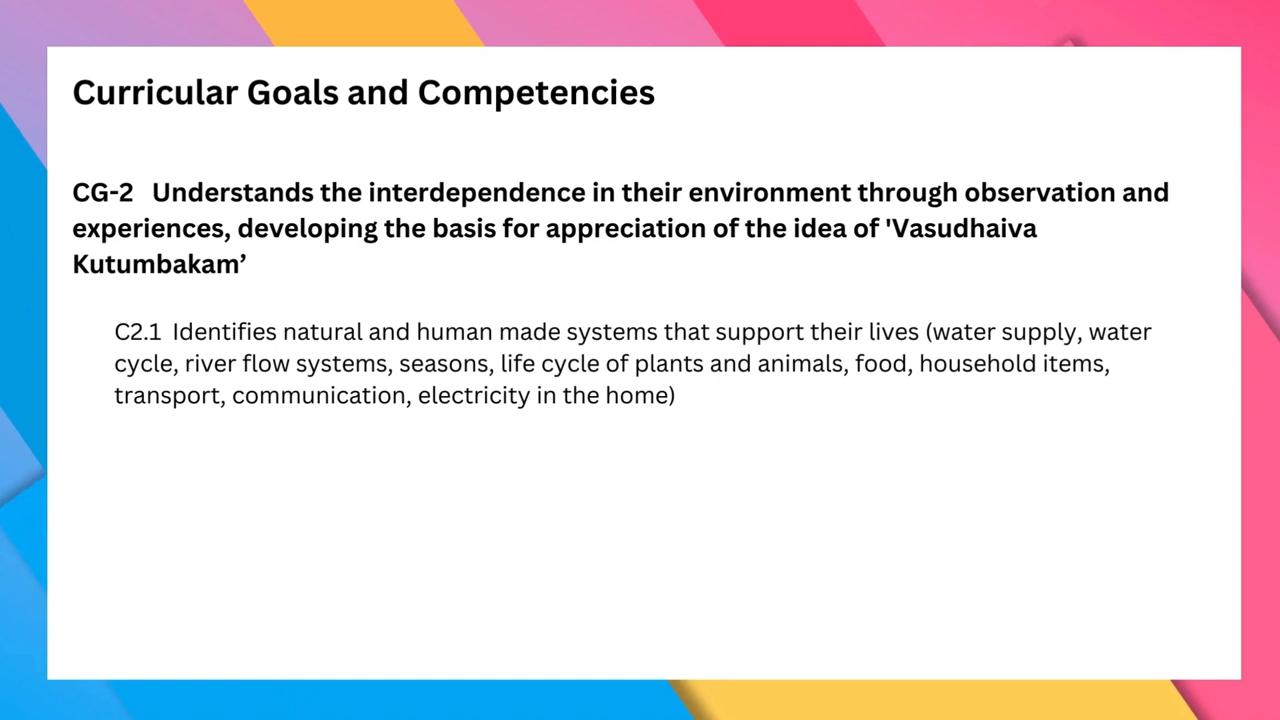 Curricular Goals and Competencies
CG-2 Understands the interdependence in their environment through observation and
experiences, developing the basis for appreciation of the idea of 'Vasudhaiva
Kutumbakam’
C2.1 Identifies natural and human made systems that support their lives (water supply, water
cycle, river flow systems, seasons, life cycle of plants and animals, food, household items,
transport, communication, electricity in the home)